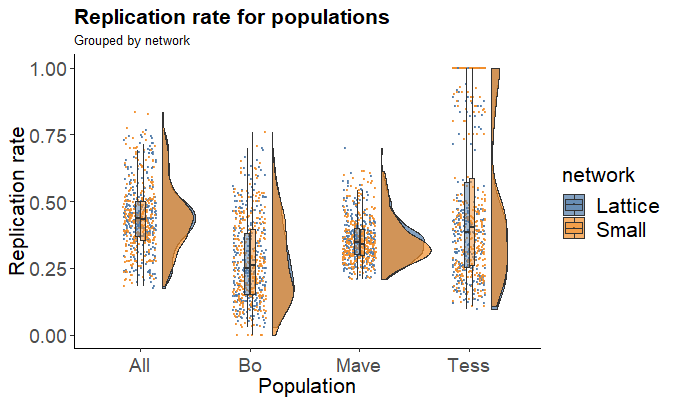 Replication rate for populations
Grouped by network
1.00
0.75
0.50
0.25
0.00
Replication rate
All Bo Mave Tess
Population
network
Lattice
Small